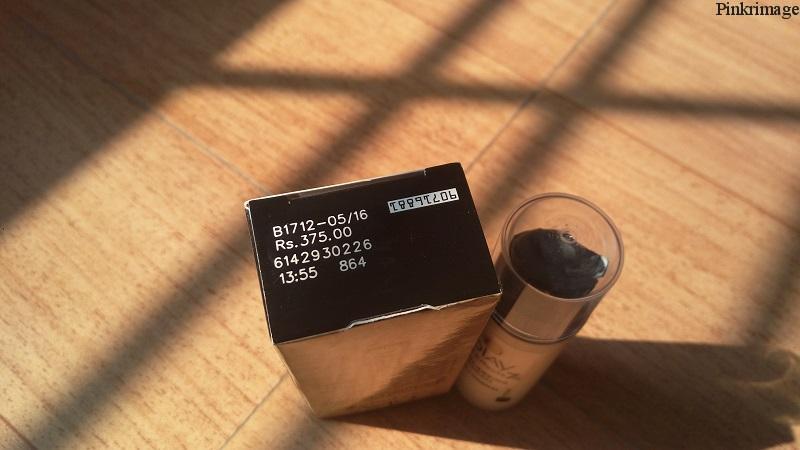 Pinkrimage
B1712-05/16
Rs.375.00
6142930226
13:55 864